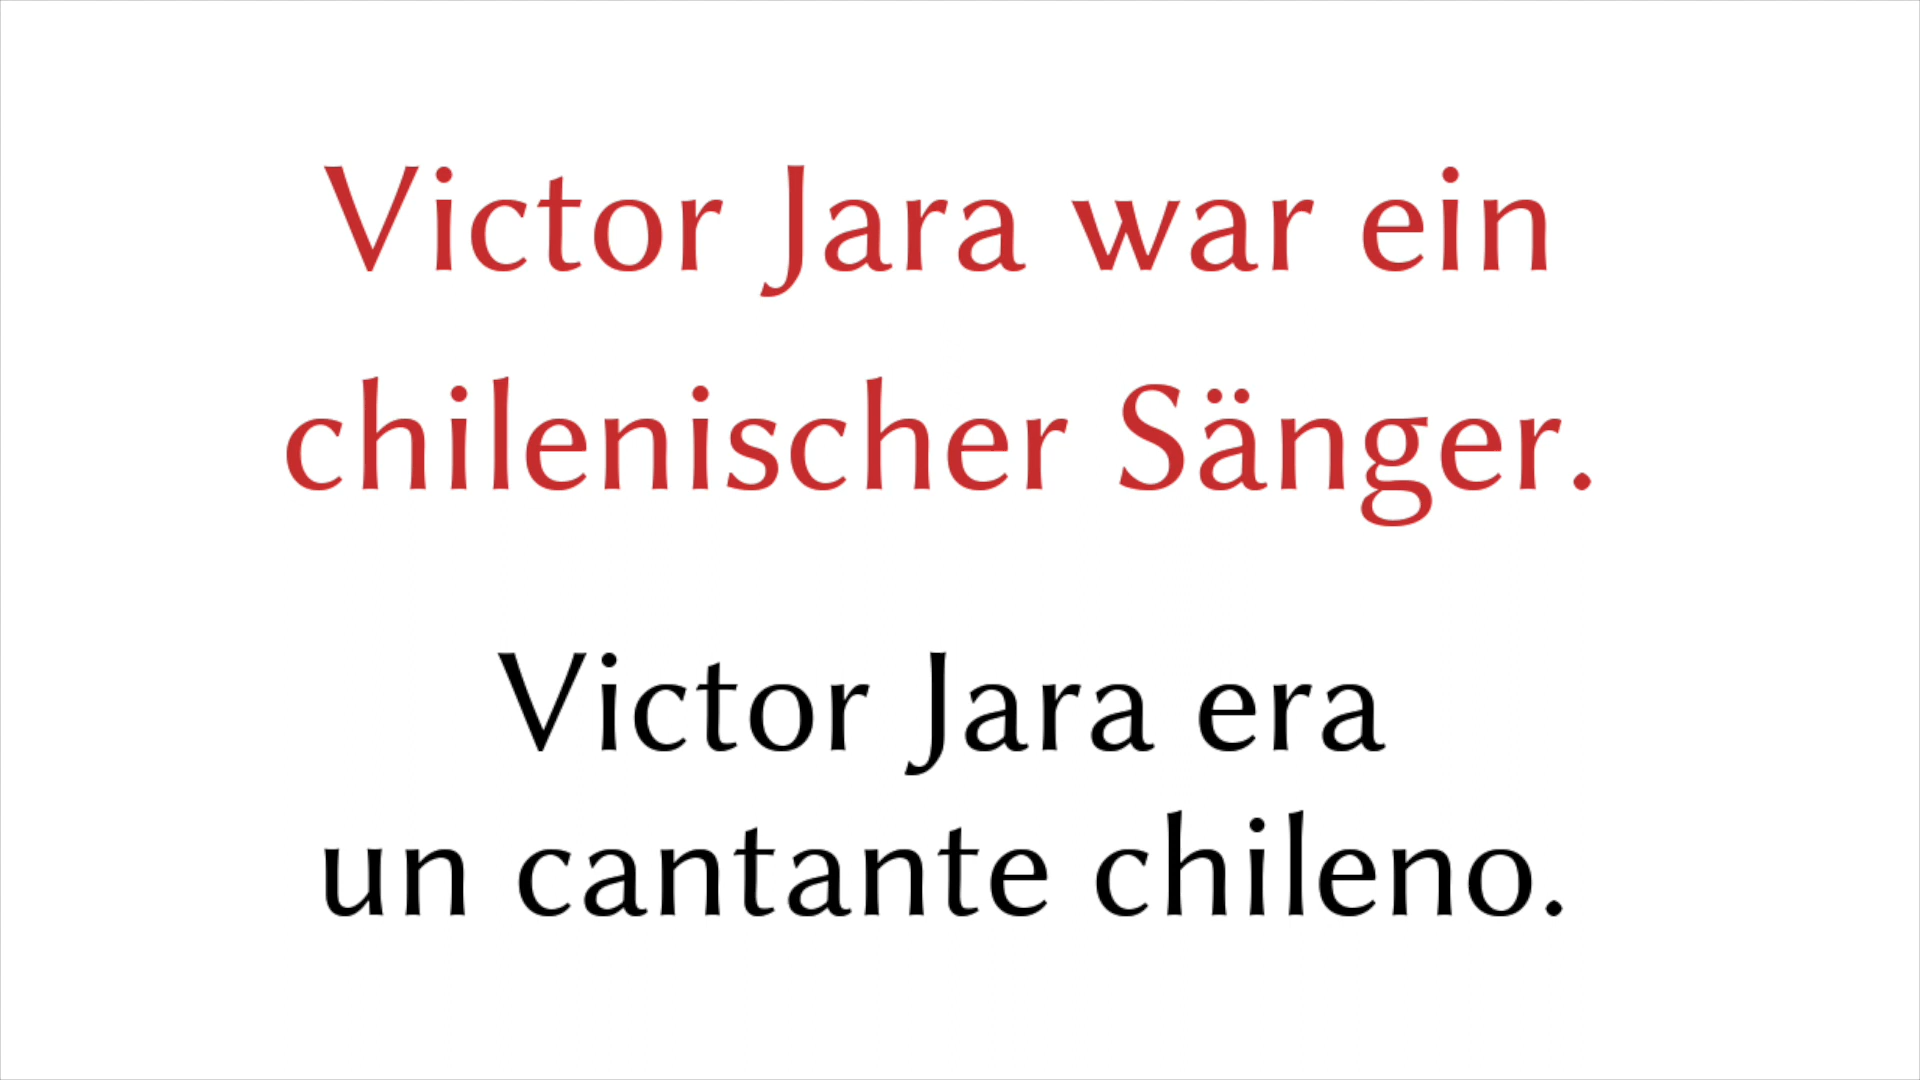 Victor Jara war ein
chilenischer Sänger.
Victor Jara era
un cantante chileno.